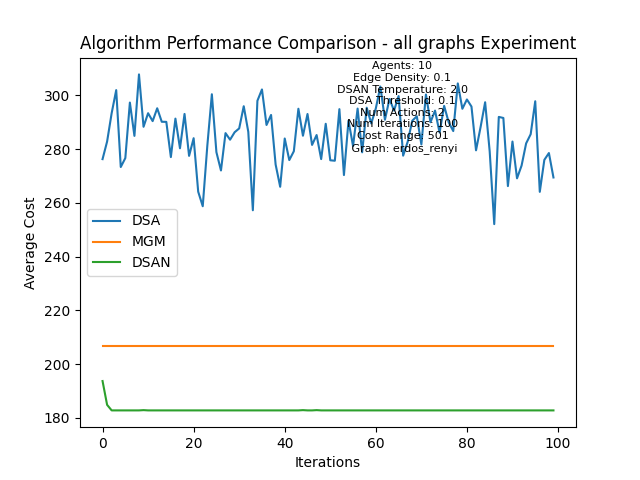 Algorithm Performance Comparison - all graphs Experiment
Agents: 10
Edge Density: 0.1
DSAN Temperature: 2.0
DSA Threshold: 0.1
Num Actions: 2
Num Iterations: 100
Cost Range: 501
Graph: erdos_renyi
300
280
260
240
220
200
180
Average Cost
DSA
MGM
DSAN
0
20
40
60
80
100
Iterations